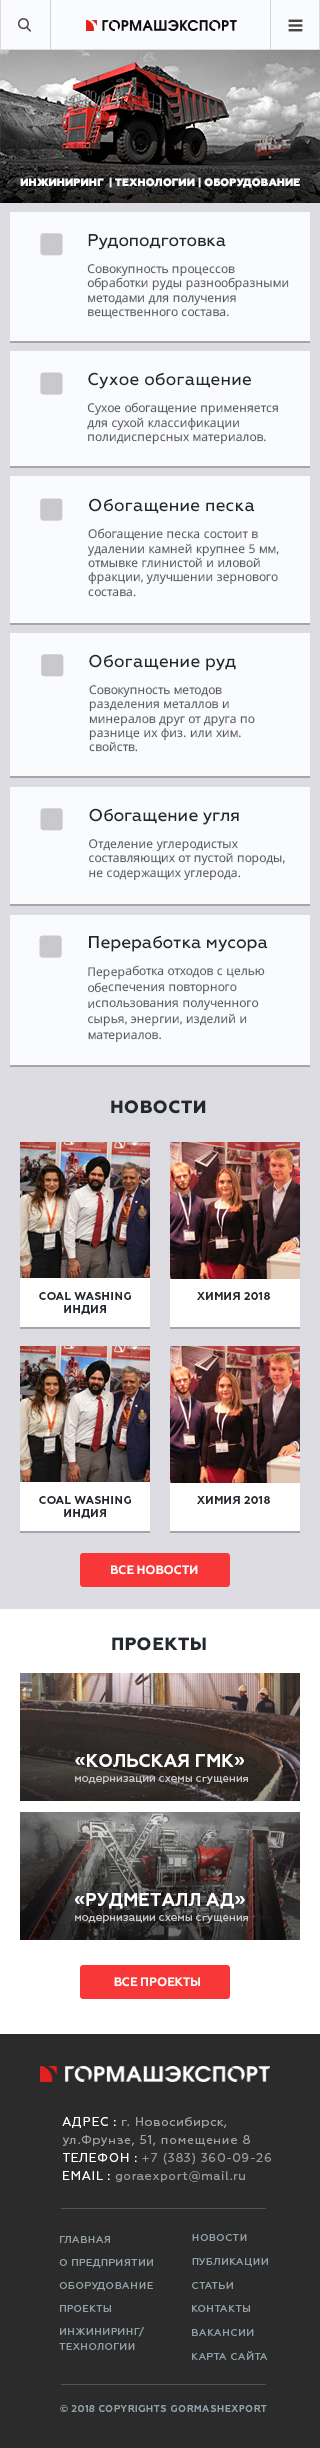 ГОРМАШЭКСПОРТ
ИНЖИНИРИНГ | ТЕХНОЛОГИИ | ОБОРУДОВАНИЕ
Рудоподготовка
Совокупность процессов
обработки руды разнообразными
методами для получения
вещественного состава.
Сухое обогащение
Сухое обогащение применяется
для сухой классификации
полидисперсных материалов.
Обогащение песка
Обогащение песка состоит в
удалении камней крупнее 5 мм,
отмывке глинистой и иловой
фракции, улучшении зернового
состава.
Обогащение руд
Совокупность методов
разделения металлов и
минералов друг от друга по
разнице их физ. или хим.
свойств.
Обогащение угля
Отделение углеродистых
составляющих от пустой породы,
не содержащих углерода.
Переработка мусора
Переработка отходов с целью
обеспечения повторного
использования полученного
сырья, энергии, изделий и
материалов.
НОВОСТИ
COAL WASHING
ИНДИЯ
ХИМИЯ 2018
COAL WASHING
ИНДИЯ
ХИМИЯ 2018
ВСЕ НОВОСТИ
ПРОЕКТЫ
«КОЛЬСКАЯ ГМК»
модернизации схемы сгущения
«РУДМЕТАЛЛ АД»
модернизации схемы сгущения
ВСЕ ПРОЕКТЫ
ГОРМАШЭКСПОРТ
АДРЕС : г. Новосибирск,
ул.Фрунзе, 51, помещение 8
ТЕЛЕФОН : +7 (383) 360-09-26
EMAIL : goraexport@mail.ru
ГЛАВНАЯ
О ПРЕДПРИЯТИИ
ОБОРУДОВАНИЕ
ПРОЕКТЫ
ИНЖИНИРИНГ/
ТЕХНОЛОГИИ
НОВОСТИ
ПУБЛИКАЦИИ
СТАТЬИ
КОНТАКТЫ
ВАКАНСИИ
КАРТА САЙТА
© 2018 COPYRIGHTS GORMASHEXPORT